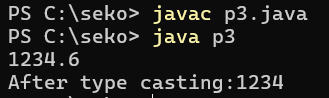 PS C:\seko> javac p3.java
PS C:\seko> java p3
1234.6
After type casting:1234